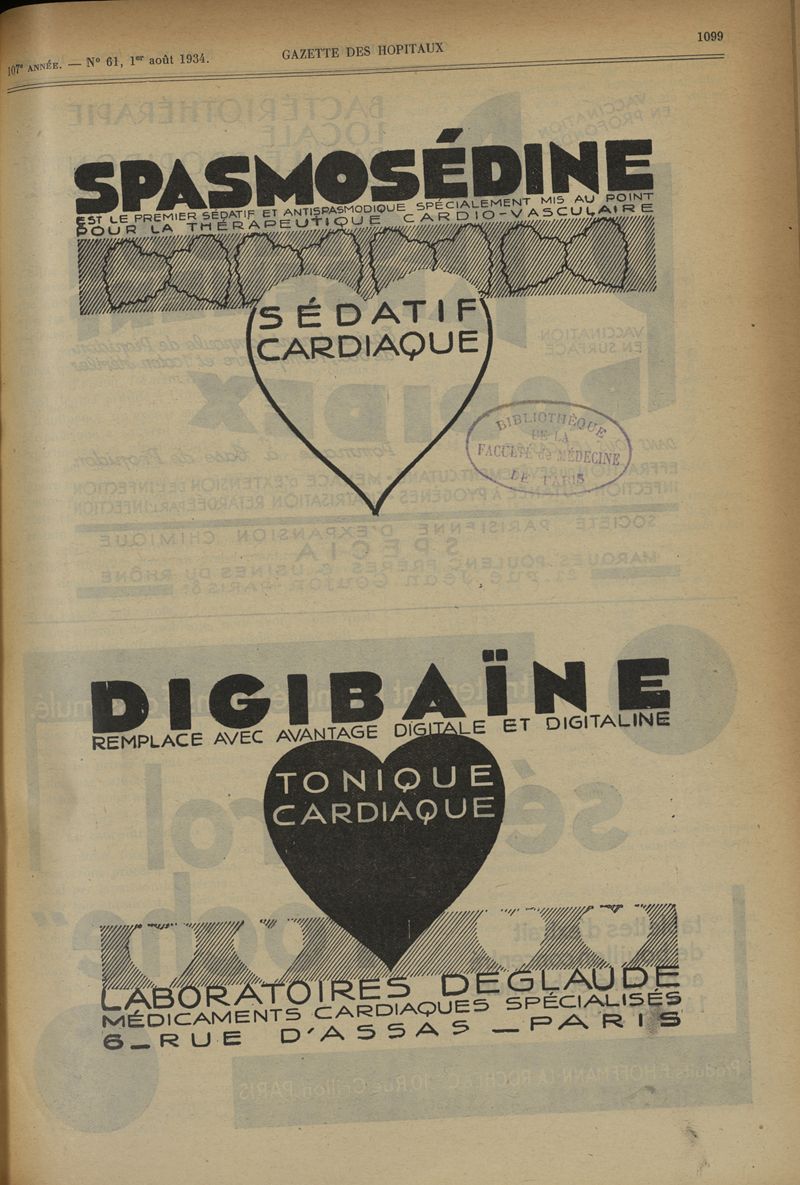 107e ANNÉE. — No 61, 1er août 1934.
GAZETTE DES HOPITAUX
1099
SPASMOSÉDINE
EST LE PREMIER SÉDATIF ET ANTISPASMODIQUE SPÉCIALEMENT MIS AU POINT
POUR LA THÉRAPEUTIQUE CARDIO-VASCULAIRE
SÉDATIF
CARDIAQUE
BIBLIOTHÈQUE
DE LA
FACULTÉ de MÉDECINE
DE PARIS
DIGIBAÏNE
REMPLACE AVEC AVANTAGE DIGITALE ET DIGITALINE
TONIQUE
CARDIAQUE
LABORATOIRES DEGLAUDE
MÉDICAMENTS CARDIAQUES SPÉCIALISÉS
6_RUE D'ASSAS _ PARIS